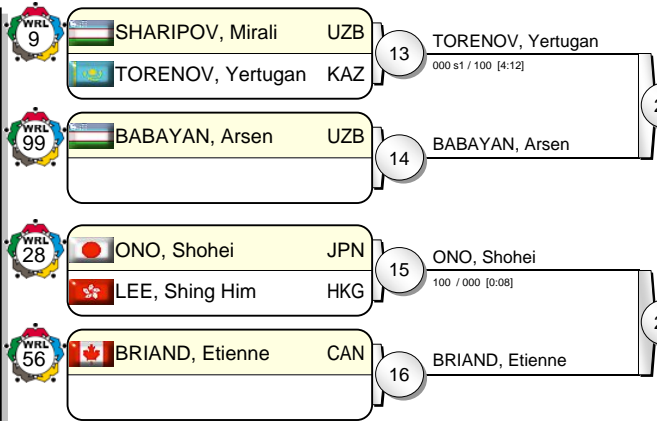 WRL
9
SHARIPOV, Mirali UZB
TORENOV, Yertugan KAZ
13
TORENOV, Yertugan
000 s1 / 100 [4:12]
WRL
99
BABAYAN, Arsen UZB
14
BABAYAN, Arsen
WRL
28
ONO, Shohei JPN
LEE, Shing Him HKG
15
ONO, Shohei
100 / 000 [0:08]
WRL
56
BRIAND, Etienne CAN
16
BRIAND, Etienne